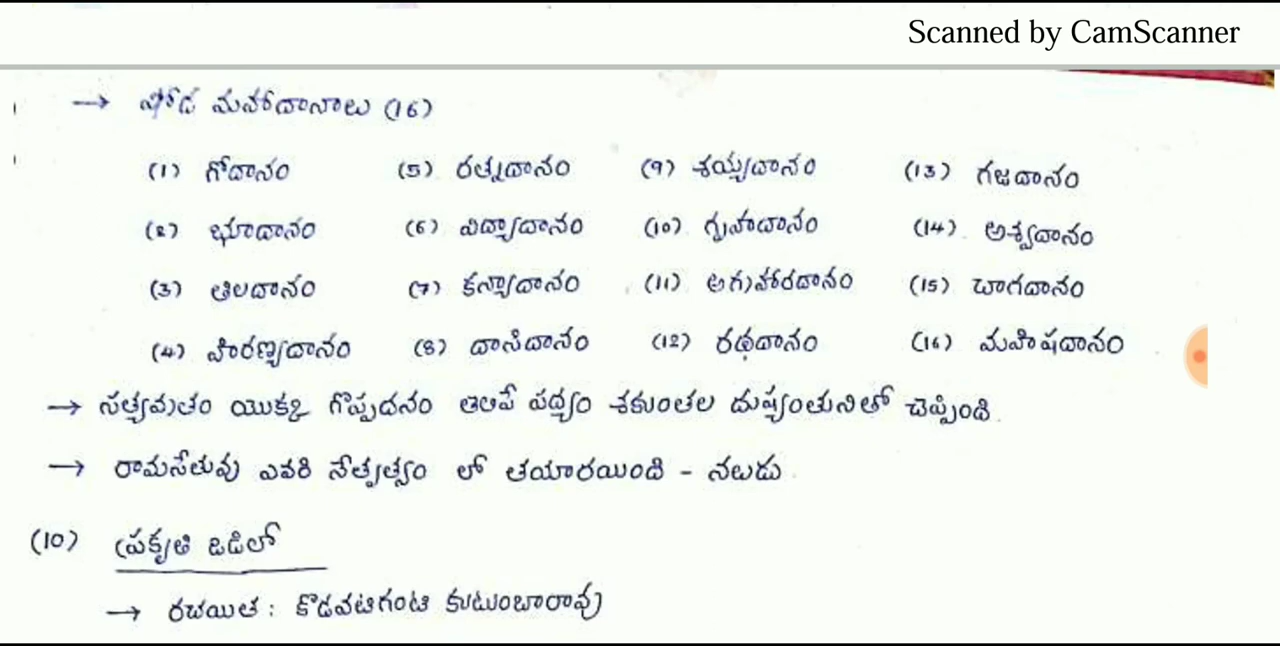 Scanned by CamScanner
→ షోడ మహాదానాలు (16)
(1) గోదానం (5) రత్నదానం (9) శయ్యదానం (13) గజదానం
(2) భూదానం (6) విద్యాదానం (10) గృహదానం (14) అశ్వదానం
(3) తిలదానం (7) కన్యాదానం (11) అగ్రహారదానం (15) ఛాగదానం
(4) హిరణ్యదానం (8) దాసిదానం (12) రథదానం (16) మహిషదానం
→ సత్యవ్రతం యొక్క గొప్పదనం తెలిపే పద్యం శకుంతల దుష్యంతునితో చెప్పింది.
→ రామసేతువు ఎవరి నేతృత్వం లో తయారయింది - నలుడు
(10) ప్రకృతి ఒడిలో
→ రచయిత : కొడవటిగంటి కుటుంబారావు